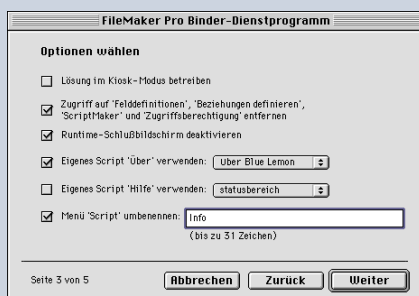 FileMaker Pro Binder-Dienstprogramm
Optionen wählen
Lösung im Kiosk-Modus betreiben
Zugriff auf 'Felddefinitionen', 'Beziehungen definieren',
'ScriptMaker' und 'Zugriffsberechtigung' entfernen
Runtime-Schlußbildschirm deaktivieren
Eigenes Script 'Über' verwenden: Über Blue Lemon
Eigenes Script 'Hilfe' verwenden: statusbereich
Menü 'Script' umbenennen: Info
(bis zu 31 Zeichen)
Seite 3 von 5 Abbrechen Zurück Weiter